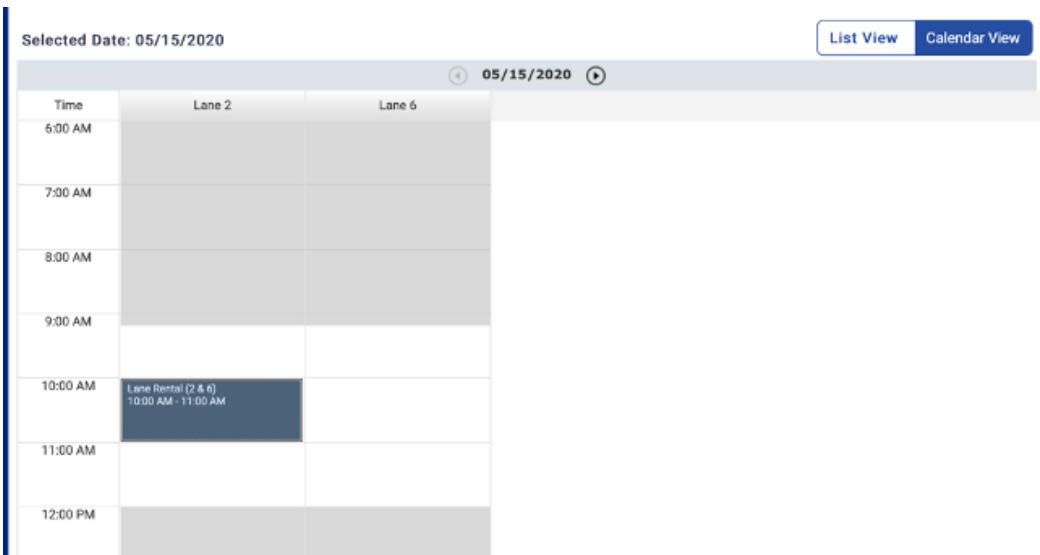 Selected Date: 05/15/2020
List View
Calendar View
05/15/2020
Time Lane 2 Lane 6
6:00 AM
7:00 AM
8:00 AM
9:00 AM
10:00 AM
Lane Rental (2 & 6)
10:00 AM - 11:00 AM
11:00 AM
12:00 PM